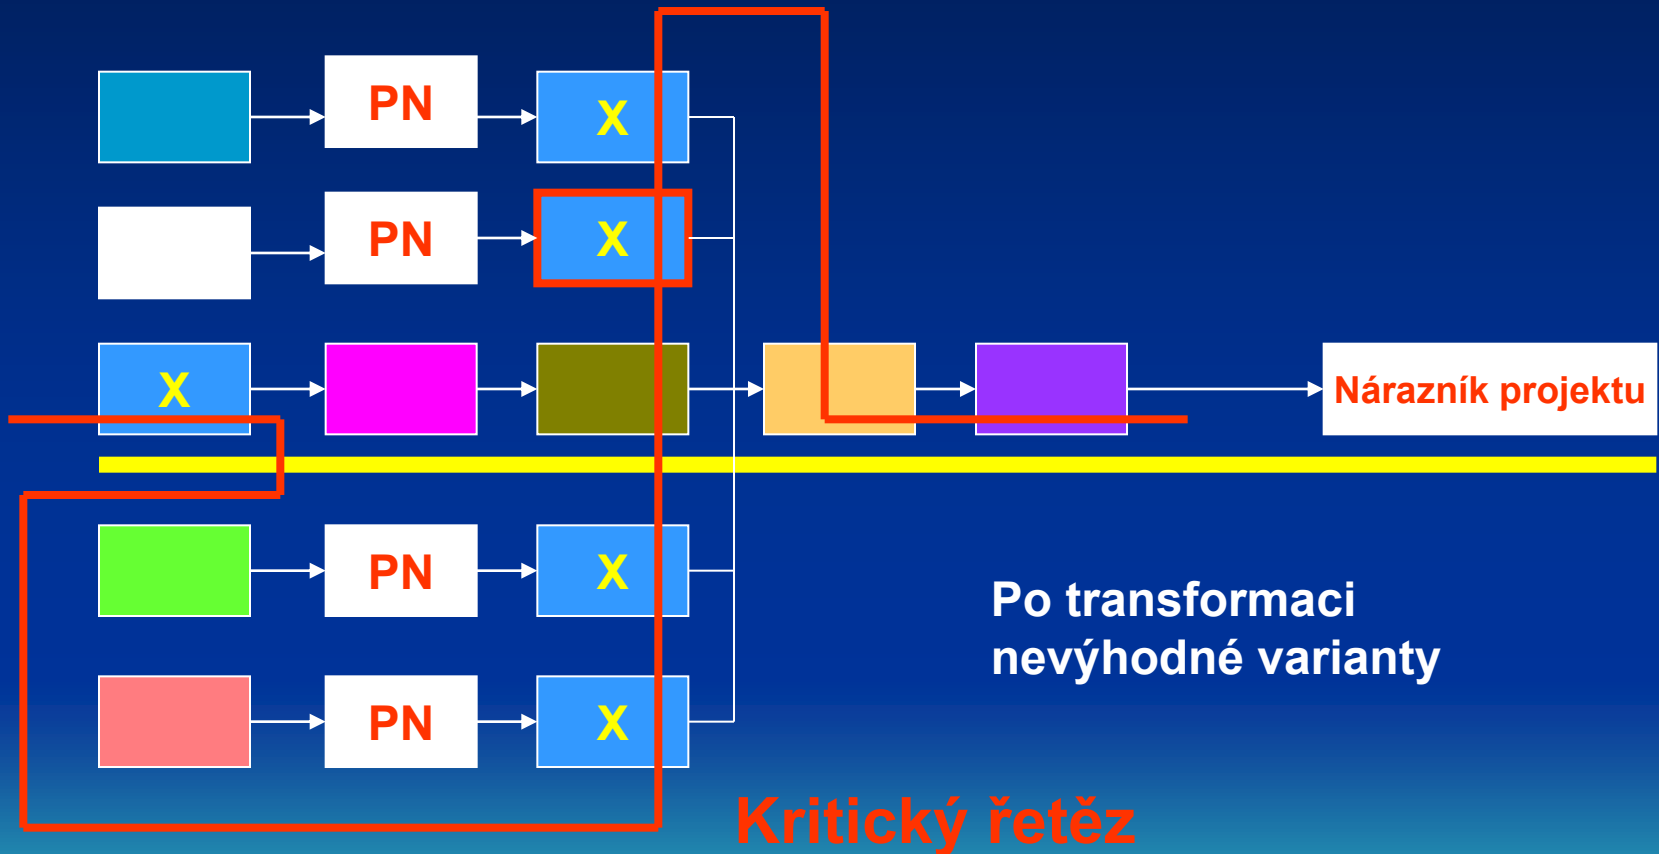 PN
X
PN
X
X
Nárazník projektu
PN
X
Po transformaci
nevýhodné varianty
PN
X
Kritický řetěz